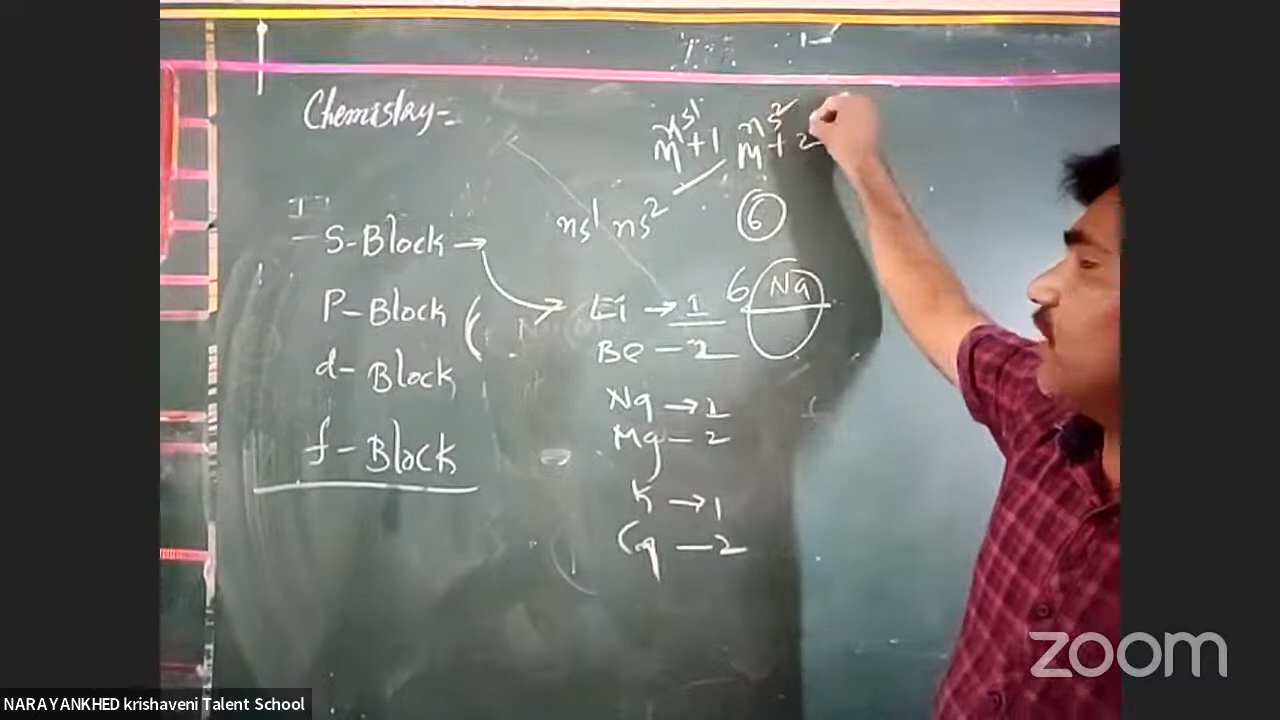 Chemistry-
ns¹ ns²
M+1 M+2
S-Block → ns¹ ns² 6
P-Block Li → 1 6 Na
Be - 2
d-Block
Na → 1
Mg - 2
f-Block
K → 1
Ca - 2
zoom
NARAYANKHED krishaveni Talent School